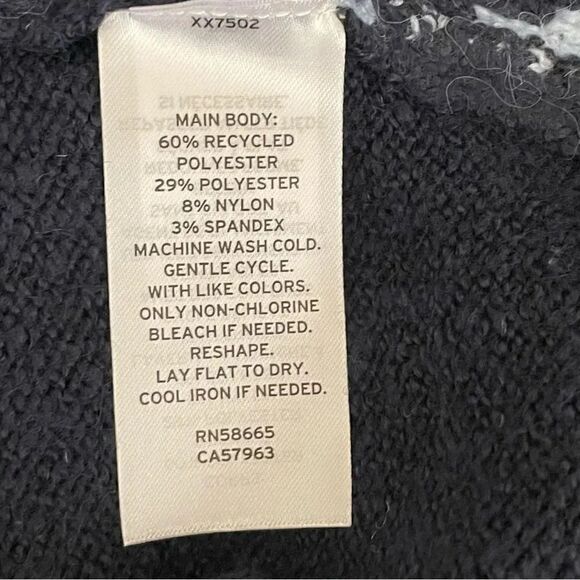 XX7502
MAIN BODY:
60% RECYCLED
POLYESTER
29% POLYESTER
8% NYLON
3% SPANDEX
MACHINE WASH COLD.
GENTLE CYCLE.
WITH LIKE COLORS.
ONLY NON-CHLORINE
BLEACH IF NEEDED.
RESHAPE.
LAY FLAT TO DRY.
COOL IRON IF NEEDED.
RN58665
CA57963